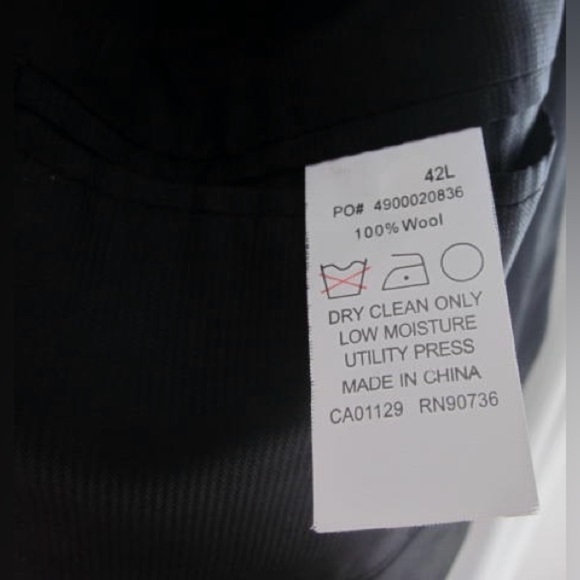 42L
PO# 4900020836
100% Wool
DRY CLEAN ONLY
LOW MOISTURE
UTILITY PRESS
MADE IN CHINA
CA01129 RN90736